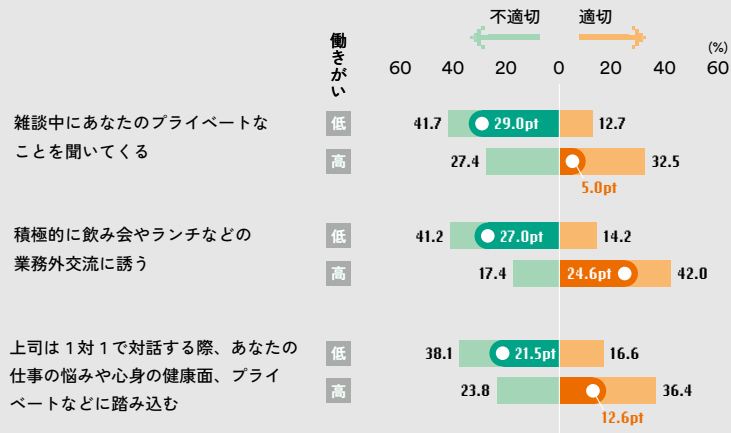 不適切 適切
働きがい
(%)
60 40 20 0 20 40 60
雑談中にあなたのプライベートな
ことを聞いてくる
低 41.7 29.0pt 12.7
高 27.4 32.5
5.0pt
積極的に飲み会やランチなどの
業務外交流に誘う
低 41.2 27.0pt 14.2
高 17.4 24.6pt 42.0
上司は1対1で対話する際、あなたの
仕事の悩みや心身の健康面、プライ
ベートなどに踏み込む
低 38.1 21.5pt 16.6
高 23.8 36.4
12.6pt